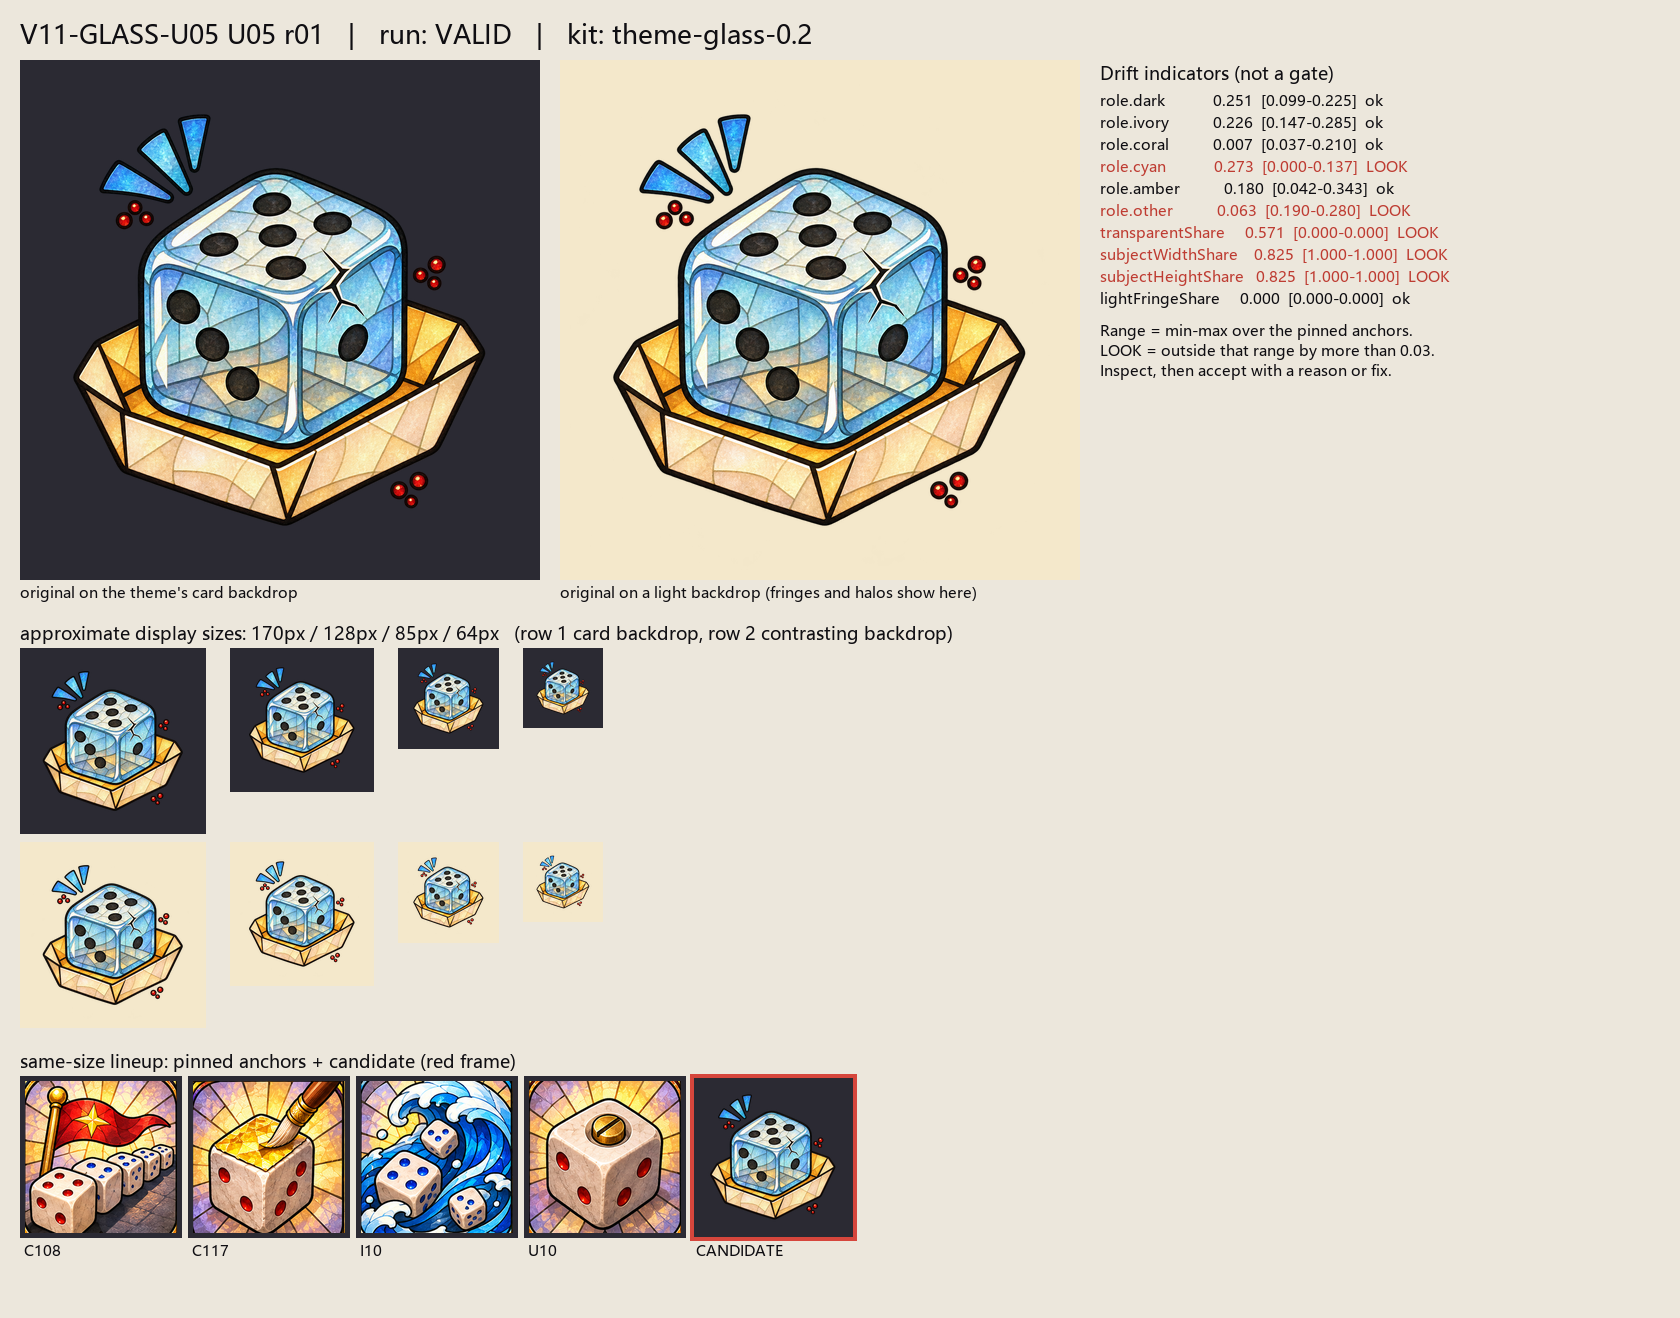 V11-GLASS-U05 U05 r01 | run: VALID | kit: theme-glass-0.2
Drift indicators (not a gate)
role.dark 0.251 [0.099-0.225] ok
role.ivory 0.226 [0.147-0.285] ok
role.coral 0.007 [0.037-0.210] ok
role.cyan 0.273 [0.000-0.137] LOOK
role.amber 0.180 [0.042-0.343] ok
role.other 0.063 [0.190-0.280] LOOK
transparentShare 0.571 [0.000-0.000] LOOK
subjectWidthShare 0.825 [1.000-1.000] LOOK
subjectHeightShare 0.825 [1.000-1.000] LOOK
lightFringeShare 0.000 [0.000-0.000] ok
Range = min-max over the pinned anchors.
LOOK = outside that range by more than 0.03.
Inspect, then accept with a reason or fix.
original on the theme's card backdrop
original on a light backdrop (fringes and halos show here)
approximate display sizes: 170px / 128px / 85px / 64px (row 1 card backdrop, row 2 contrasting backdrop)
same-size lineup: pinned anchors + candidate (red frame)
C108
C117
I10
U10
CANDIDATE